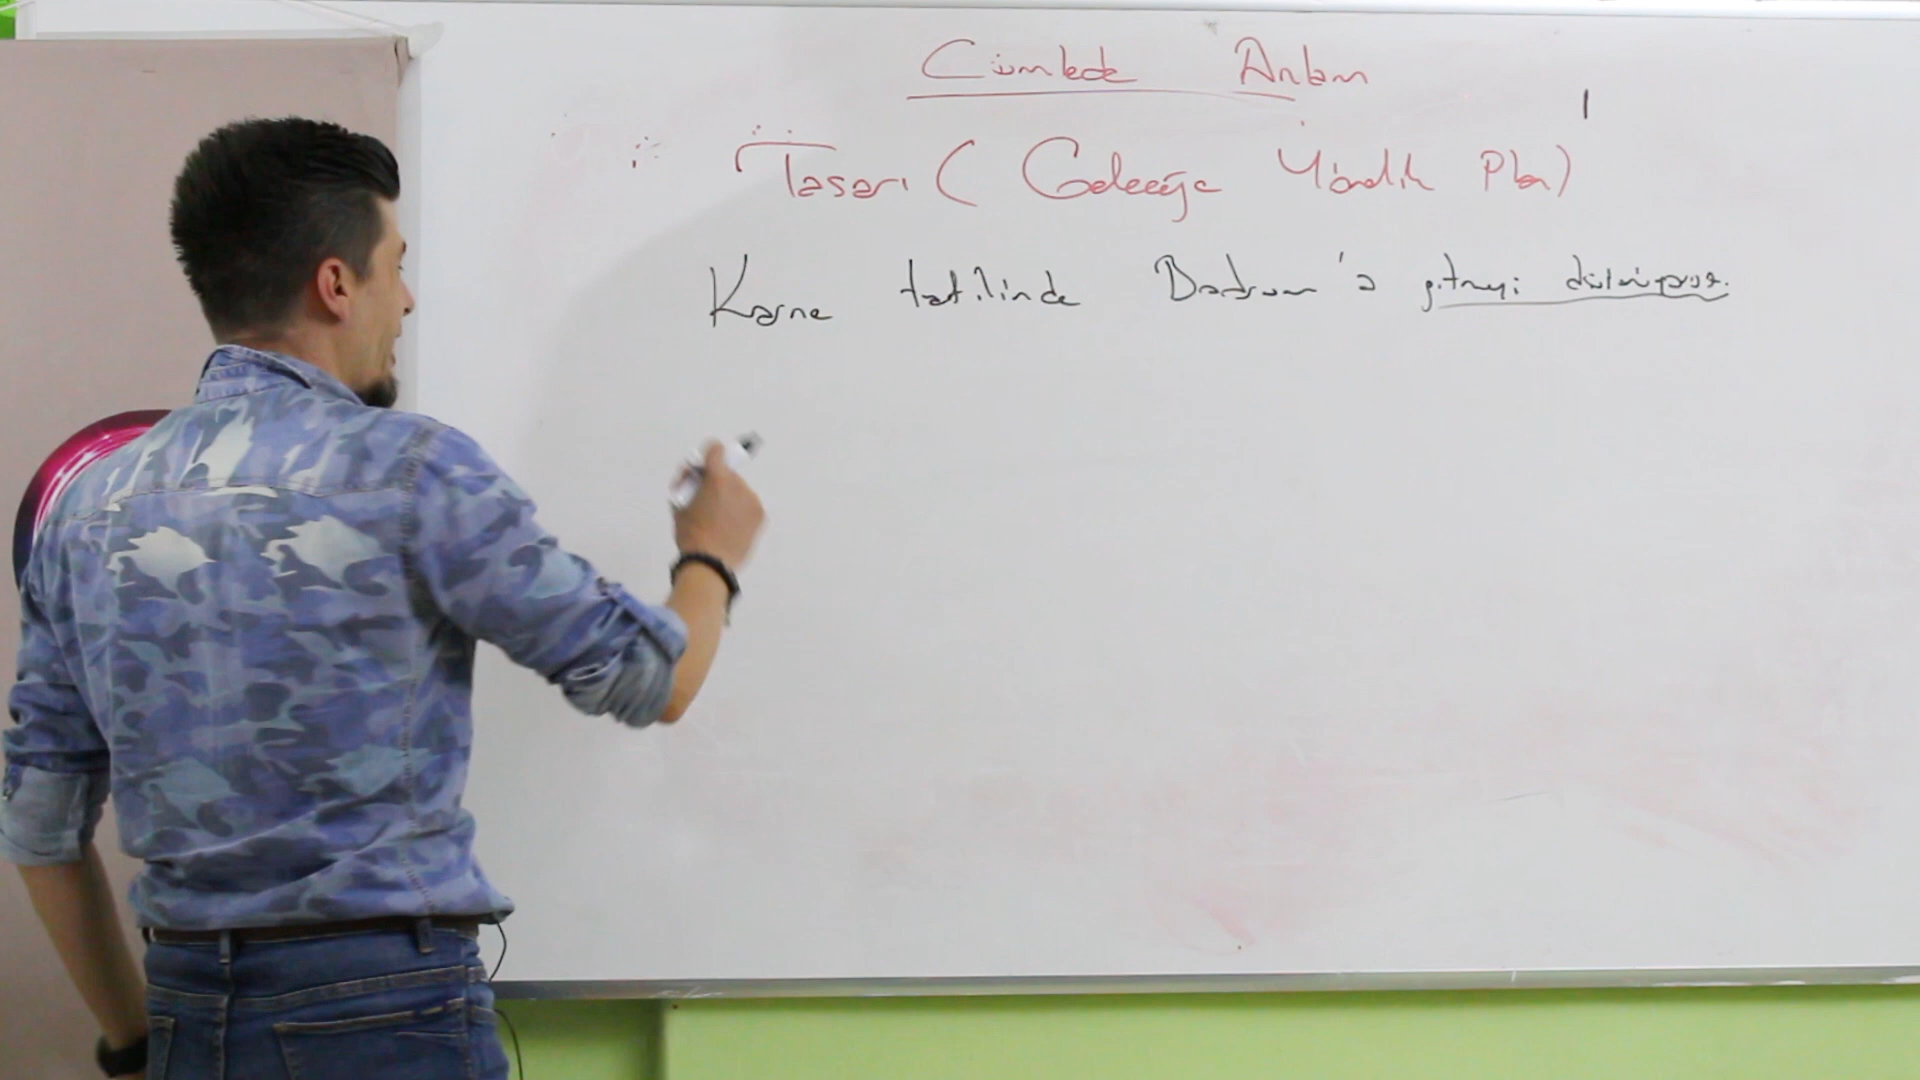 Cümlede Anlam
Tasarı ( Geleceğe Yönelik Plan )
Karne tatilinde Bodrum'a gitmeyi düşünüyoruz.